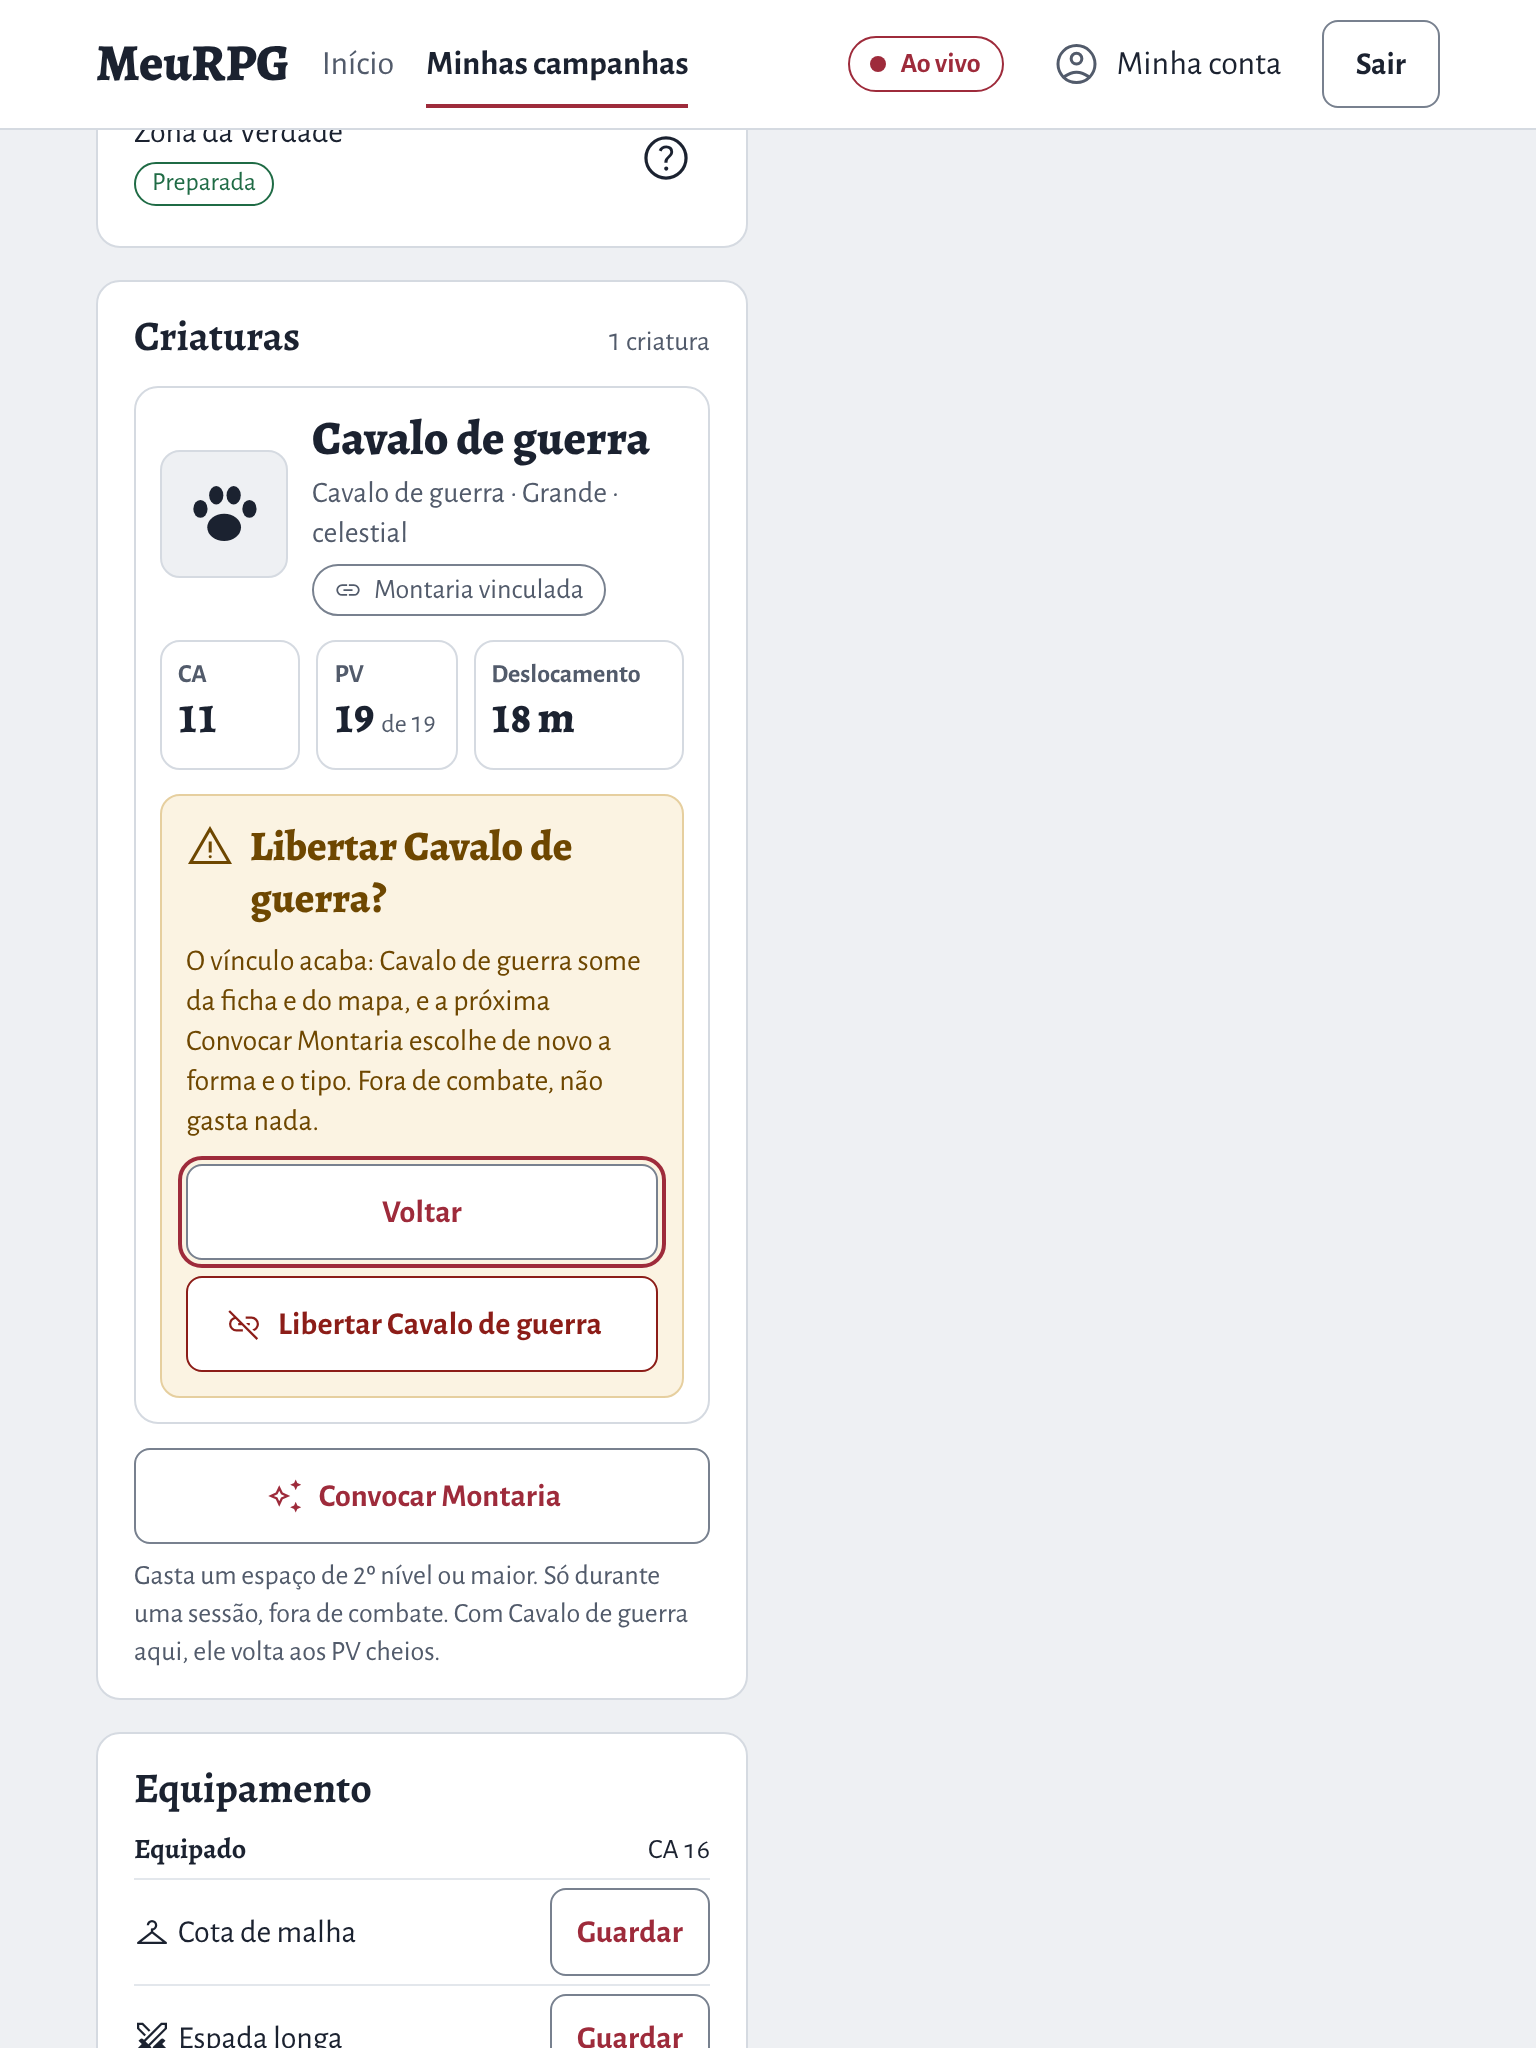 MeuRPG Início Minhas campanhas Ao vivo Minha conta Sair
Zona da Verdade
Preparada
Criaturas 1 criatura
Cavalo de guerra
Cavalo de guerra · Grande ·
celestial
Montaria vinculada
CA PV Deslocamento
11 19 de 19 18 m
Libertar Cavalo de
guerra?
O vínculo acaba: Cavalo de guerra some
da ficha e do mapa, e a próxima
Convocar Montaria escolhe de novo a
forma e o tipo. Fora de combate, não
gasta nada.
Voltar
Libertar Cavalo de guerra
Convocar Montaria
Gasta um espaço de 2º nível ou maior. Só durante
uma sessão, fora de combate. Com Cavalo de guerra
aqui, ele volta aos PV cheios.
Equipamento
Equipado CA 16
Cota de malha Guardar
Espada longa Guardar